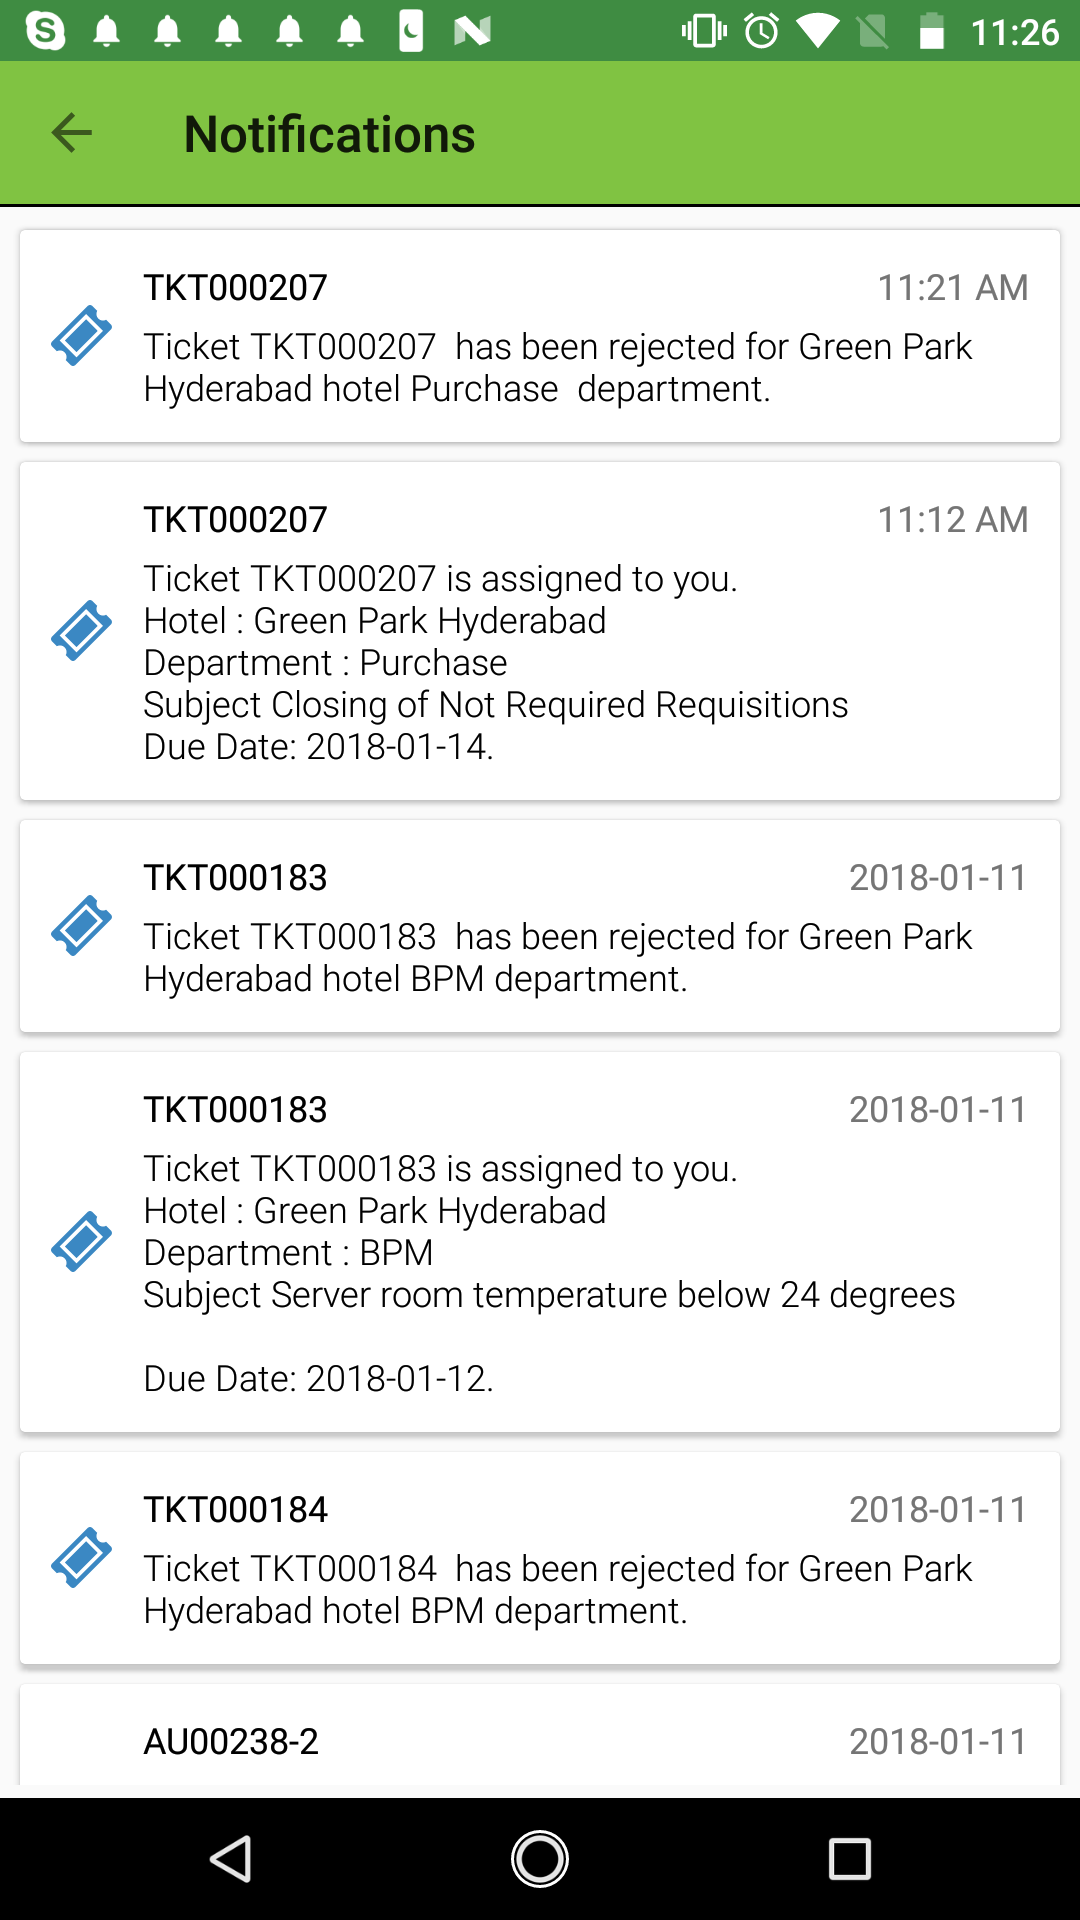 11:26
Notifications
TKT000207 11:21 AM
Ticket TKT000207  has been rejected for Green Park
Hyderabad hotel Purchase  department.
TKT000207 11:12 AM
Ticket TKT000207 is assigned to you.
Hotel : Green Park Hyderabad
Department : Purchase
Subject Closing of Not Required Requisitions
Due Date: 2018-01-14.
TKT000183 2018-01-11
Ticket TKT000183  has been rejected for Green Park
Hyderabad hotel BPM department.
TKT000183 2018-01-11
Ticket TKT000183 is assigned to you.
Hotel : Green Park Hyderabad
Department : BPM
Subject Server room temperature below 24 degrees
Due Date: 2018-01-12.
TKT000184 2018-01-11
Ticket TKT000184  has been rejected for Green Park
Hyderabad hotel BPM department.
AU00238-2 2018-01-11